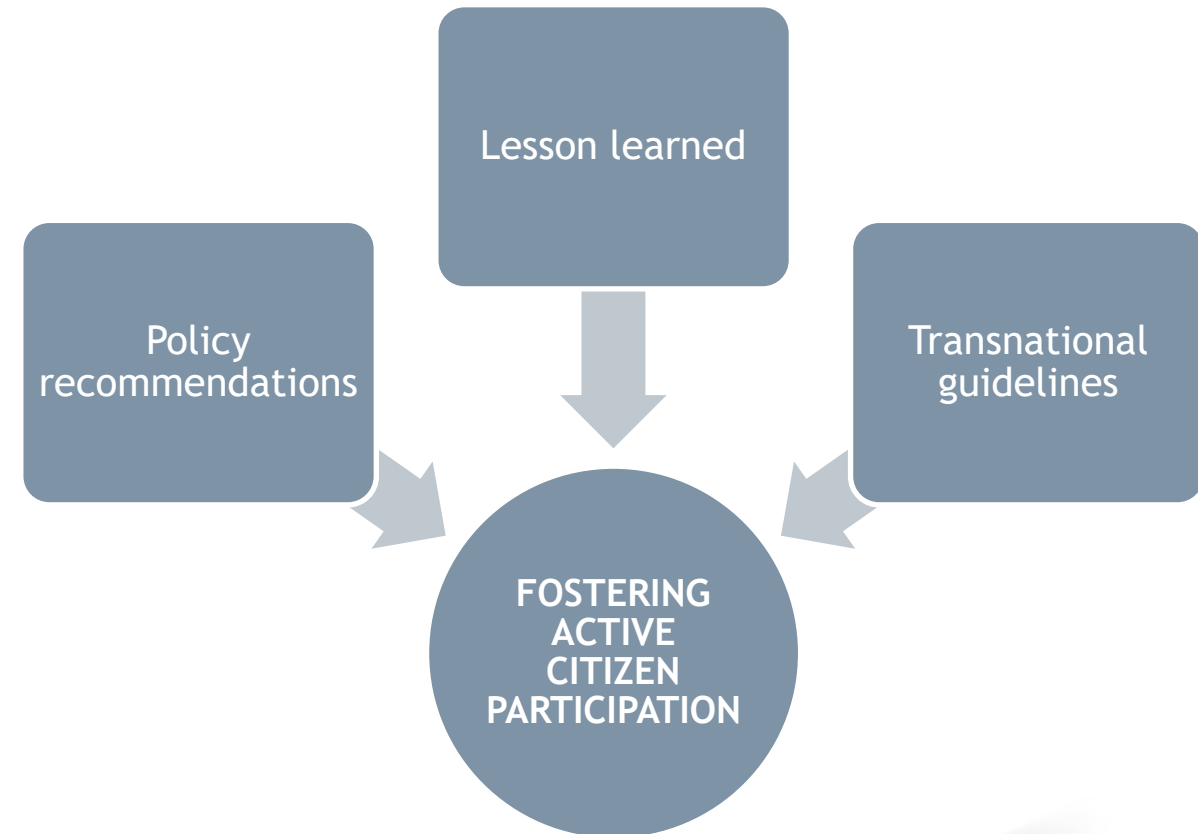 Lesson learned
Policy
recommendations
Transnational
guidelines
FOSTERING
ACTIVE
CITIZEN
PARTICIPATION